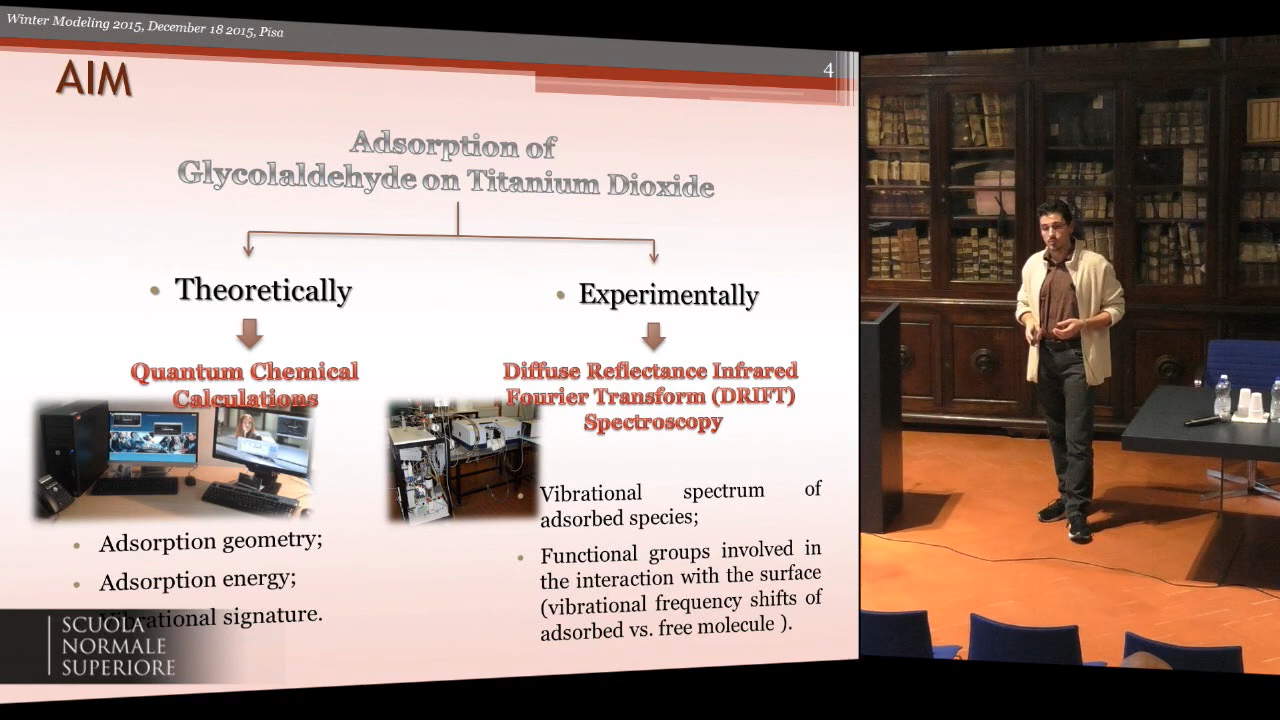 Winter Modeling 2015, December 18 2015, Pisa
4
AIM
Adsorption of
Glycolaldehyde on Titanium Dioxide
• Theoretically
• Experimentally
Quantum Chemical
Calculations
Diffuse Reflectance Infrared
Fourier Transform (DRIFT)
Spectroscopy
• Adsorption geometry;
• Adsorption energy;
Vibrational signature.
• Vibrational spectrum of
adsorbed species;
• Functional groups involved in
the interaction with the surface
(vibrational frequency shifts of
adsorbed vs. free molecule ).
SCUOLA
NORMALE
SUPERIORE